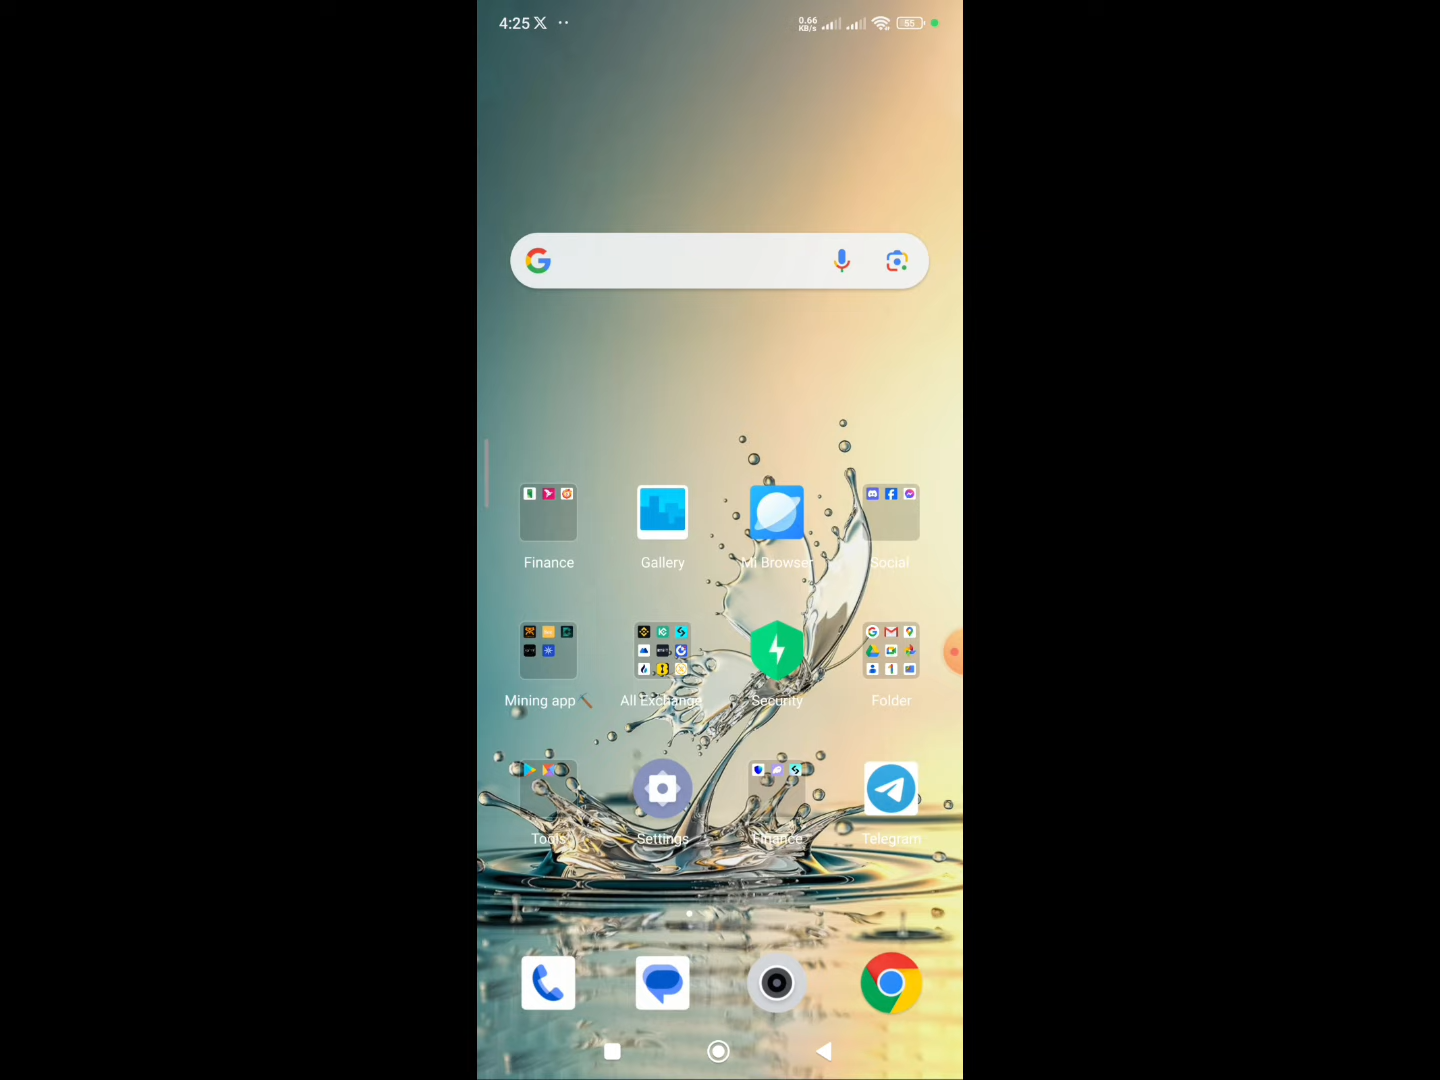 4:25
0.66
KB/s
55
Finance
Gallery
Mi Browser
Social
Mining app
All Exchange
Security
Folder
Tools
Settings
Finance
Telegram